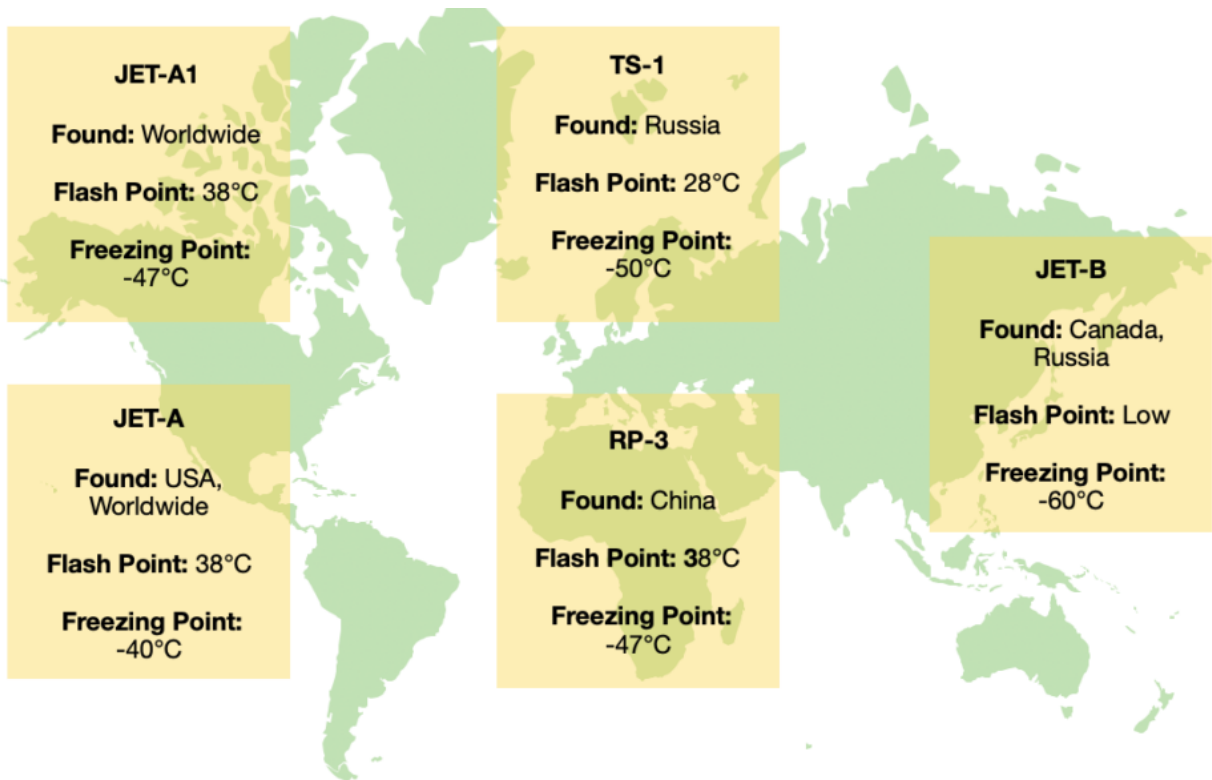 JET-A1
Found: Worldwide
Flash Point: 38°C
Freezing Point:
-47°C
TS-1
Found: Russia
Flash Point: 28°C
Freezing Point:
-50°C
JET-B
Found: Canada,
Russia
Flash Point: Low
Freezing Point:
-60°C
JET-A
Found: USA,
Worldwide
Flash Point: 38°C
Freezing Point:
-40°C
RP-3
Found: China
Flash Point: 38°C
Freezing Point:
-47°C